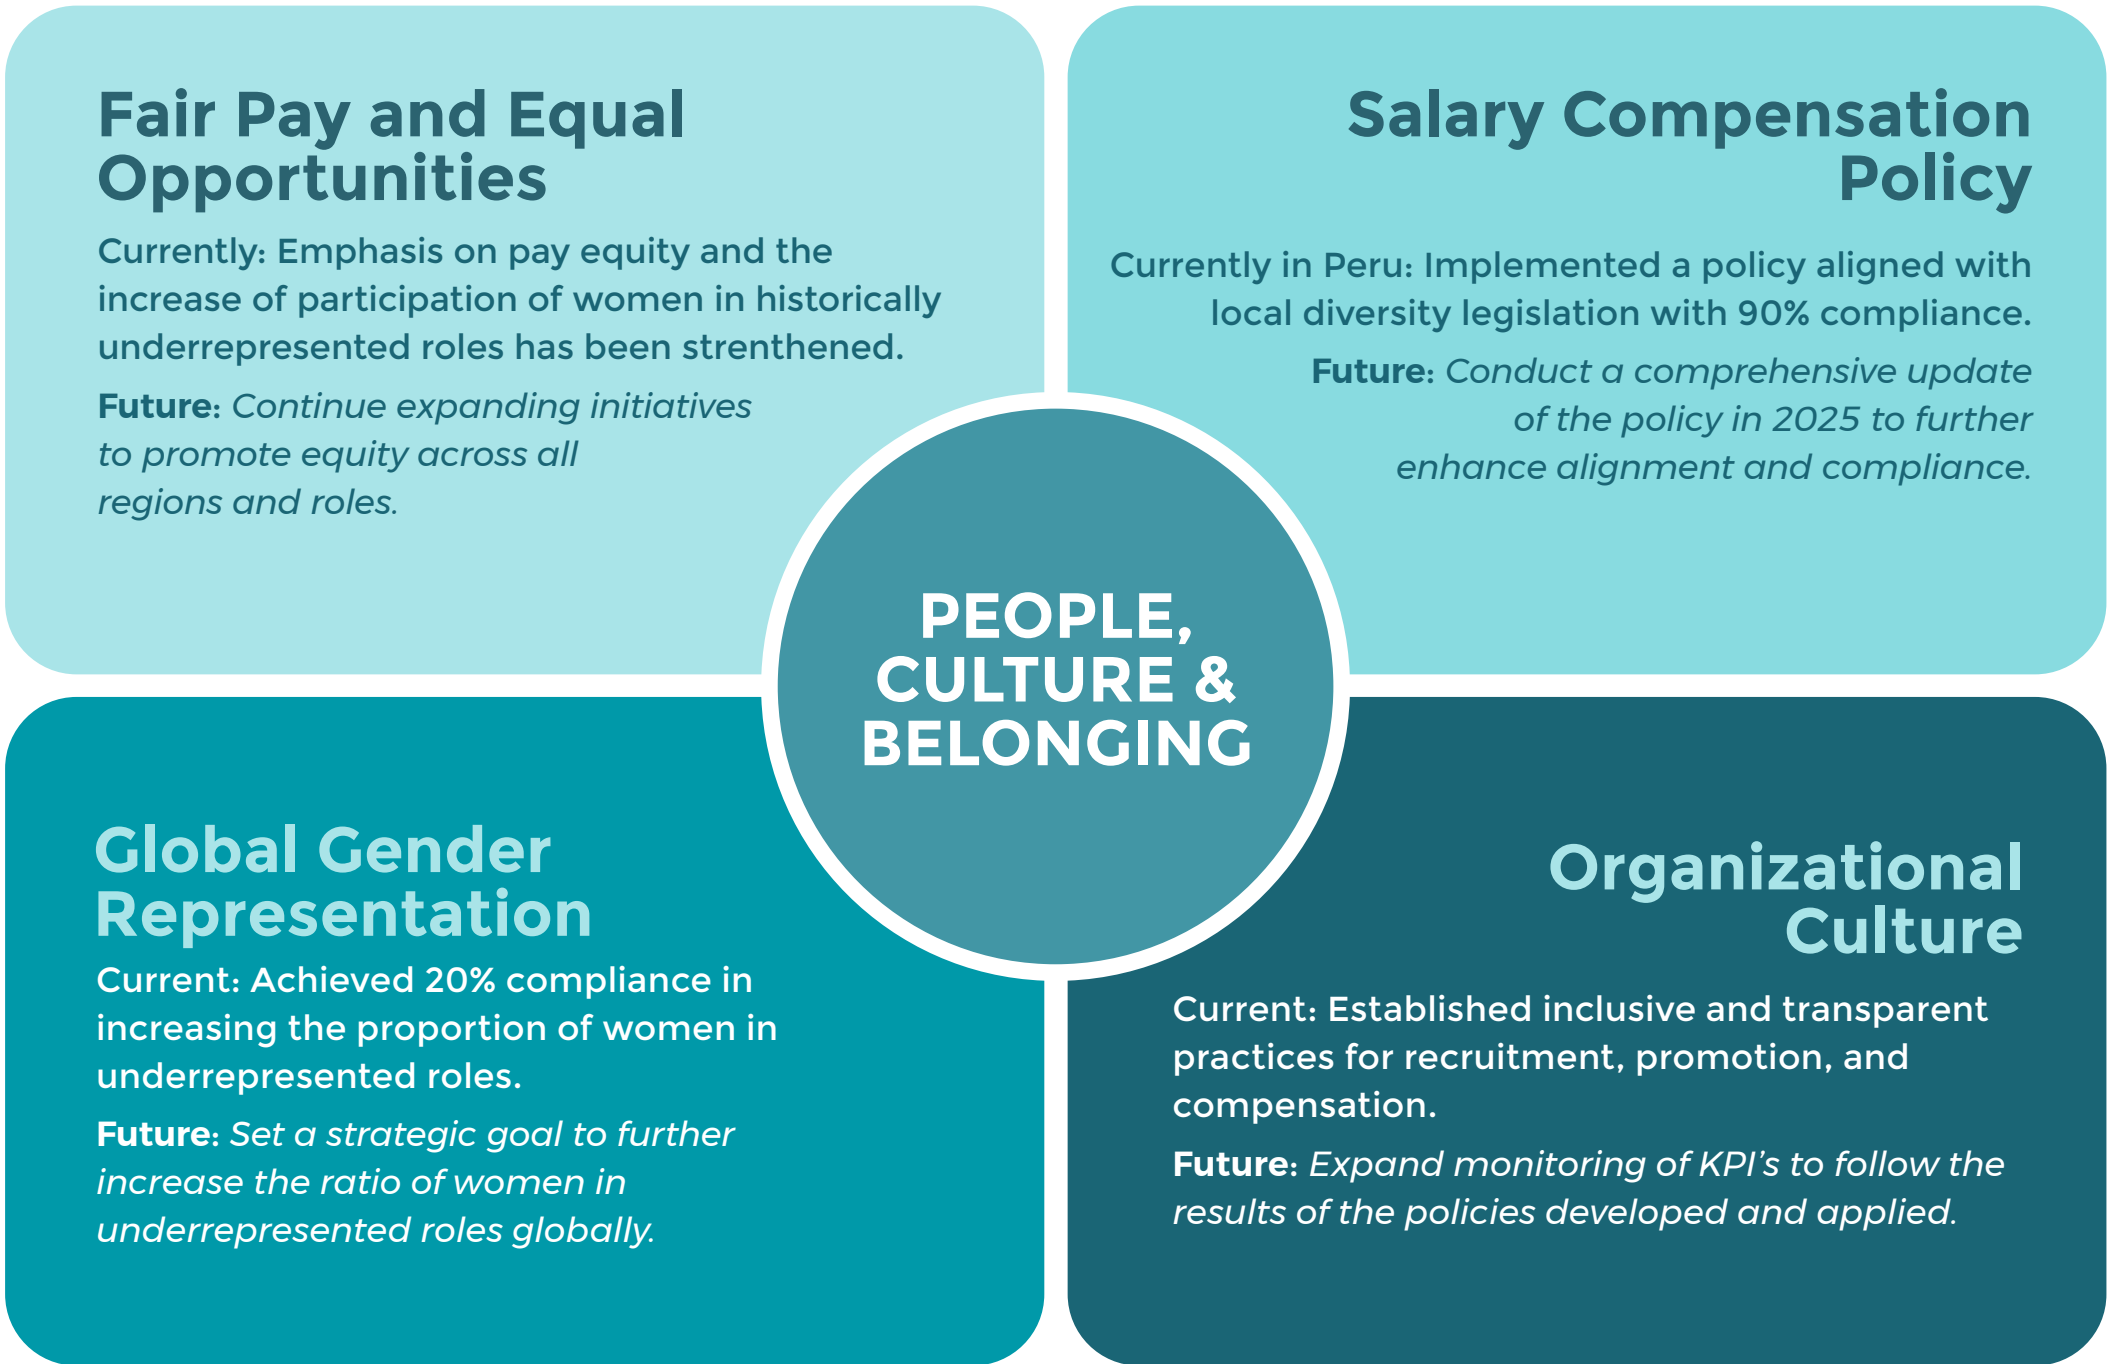 Fair Pay and Equal
Opportunities
Currently: Emphasis on pay equity and the
increase of participation of women in historically
underrepresented roles has been strenthened.
Future: Continue expanding initiatives
to promote equity across all
regions and roles.
Salary Compensation
Policy
Currently in Peru: Implemented a policy aligned with
local diversity legislation with 90% compliance.
Future: Conduct a comprehensive update
of the policy in 2025 to further
enhance alignment and compliance.
PEOPLE,
CULTURE &
BELONGING
Global Gender
Representation
Current: Achieved 20% compliance in
increasing the proportion of women in
underrepresented roles.
Future: Set a strategic goal to further
increase the ratio of women in
underrepresented roles globally.
Organizational
Culture
Current: Established inclusive and transparent
practices for recruitment, promotion, and
compensation.
Future: Expand monitoring of KPI’s to follow the
results of the policies developed and applied.